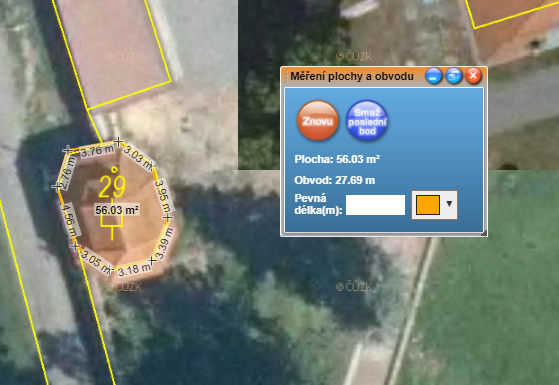 © ČÚZK
© ČÚZK
Měření plochy a obvodu
Znovu
Smaž
poslední
bod
Plocha: 56.03 m²
Obvod: 27.69 m
Pevná
délka(m):
3.76 m
3.03 m
2.76 m
29
3.95 m
56.03 m²
4.56 m
3.39 m
3.05 m
3.18 m
© ČÚZK
© ČÚZK